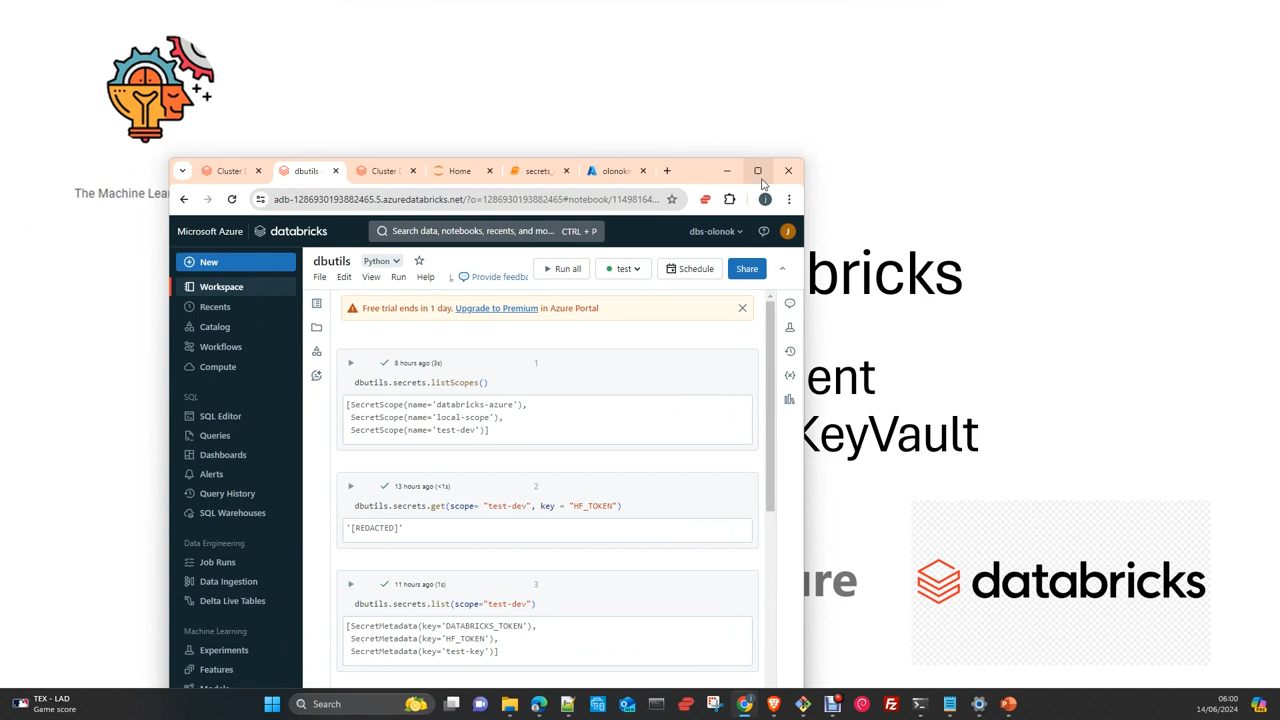 The Machine Lear
bricks
ent
KeyVault
ure
databricks
Cluster
dbutils
Cluster
Home
secrets_
olonok
adb-1286930193882465.5.azuredatabricks.net/?o=1286930193882465#notebook/11498164...
Microsoft Azure
databricks
Search data, notebooks, recents, and mo...
CTRL + P
dbs-olonok
J
New
Workspace
Recents
Catalog
Workflows
Compute
SQL
SQL Editor
Queries
Dashboards
Alerts
Query History
SQL Warehouses
Data Engineering
Job Runs
Data Ingestion
Delta Live Tables
Machine Learning
Experiments
Features
dbutils
Python
File Edit View Run Help
Provide feedba
Run all
test
Schedule
Share
Free trial ends in 1 day. Upgrade to Premium in Azure Portal
8 hours ago (3s)
1
dbutils.secrets.listScopes()
[SecretScope(name='databricks-azure'),
SecretScope(name='local-scope'),
SecretScope(name='test-dev')]
13 hours ago (<1s)
2
dbutils.secrets.get(scope= "test-dev", key = "HF_TOKEN")
'[REDACTED]'
11 hours ago (1s)
3
dbutils.secrets.list(scope="test-dev")
[SecretMetadata(key='DATABRICKS_TOKEN'),
SecretMetadata(key='HF_TOKEN'),
SecretMetadata(key='test-key')]
TEX - LAD
Game score
Search
06:00
14/06/2024